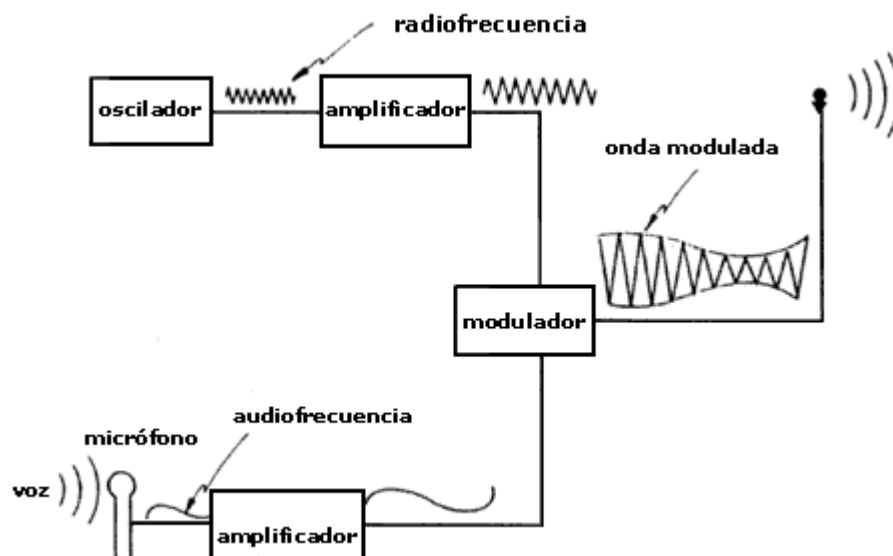 radiofrecuencia
oscilador
amplificador
onda modulada
modulador
audiofrecuencia
micrófono
voz
amplificador